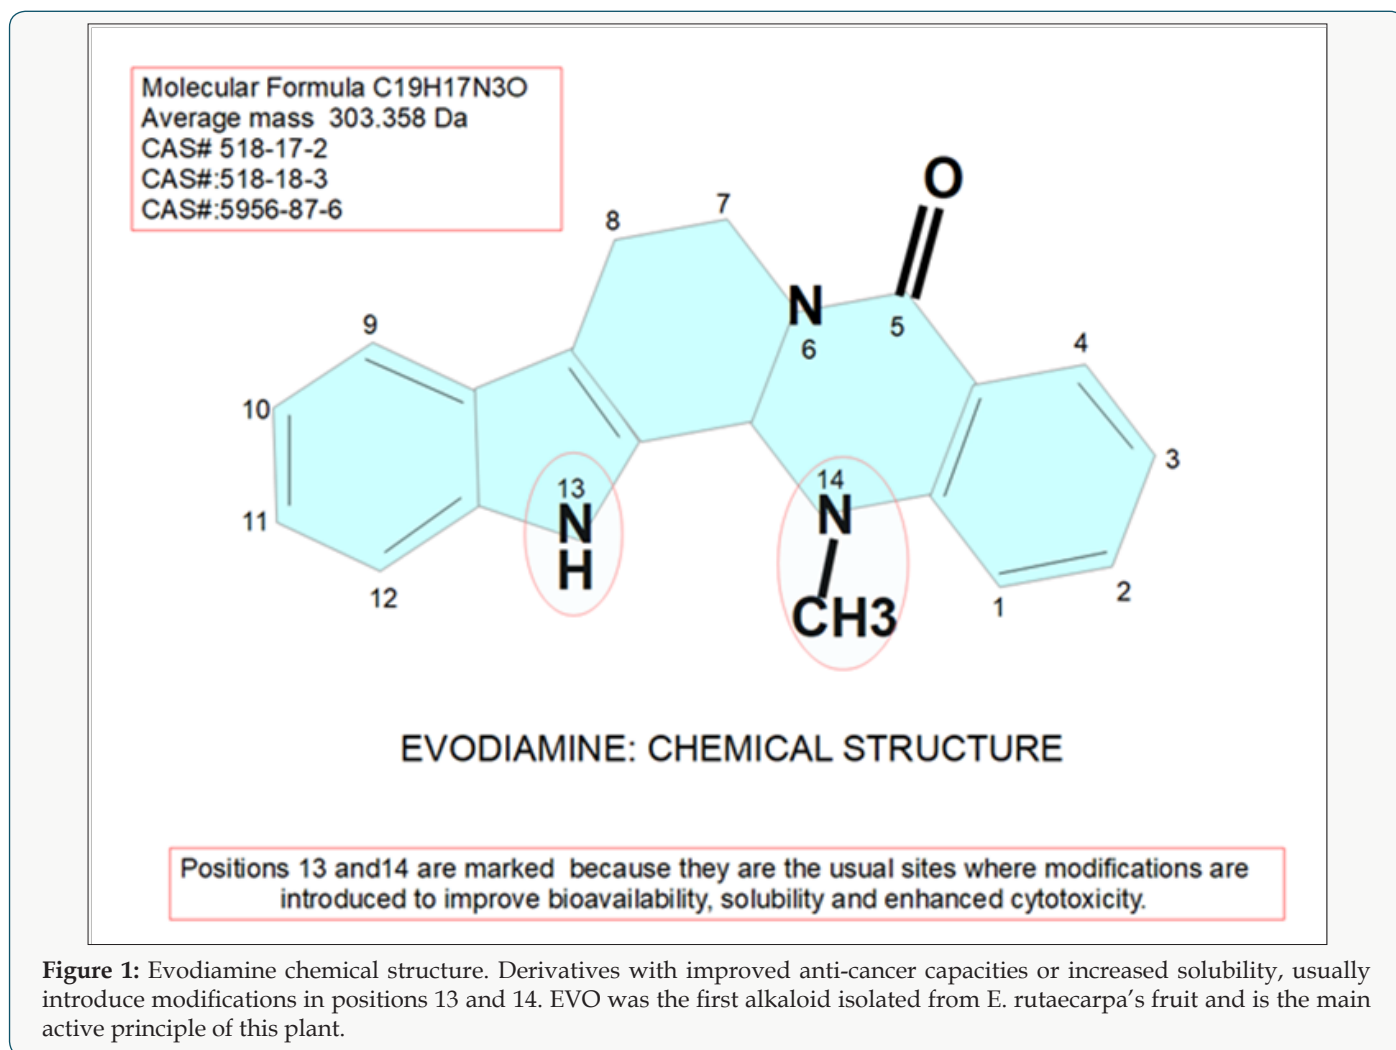 Molecular Formula C19H17N3O
Average mass  303.358 Da
CAS# 518-17-2
CAS#:518-18-3
CAS#:5956-87-6
O
7
8
N
6
5
9
4
10
3
14
13
N
N
11
H
CH3
12
1
2
EVODIAMINE: CHEMICAL STRUCTURE
Positions 13 and14 are marked  because they are the usual sites where modifications are
introduced to improve bioavailability, solubility and enhanced cytotoxicity.
Figure 1: Evodiamine chemical structure. Derivatives with improved anti-cancer capacities or increased solubility, usually
introduce modifications in positions 13 and 14. EVO was the first alkaloid isolated from E. rutaecarpa’s fruit and is the main
active principle of this plant.